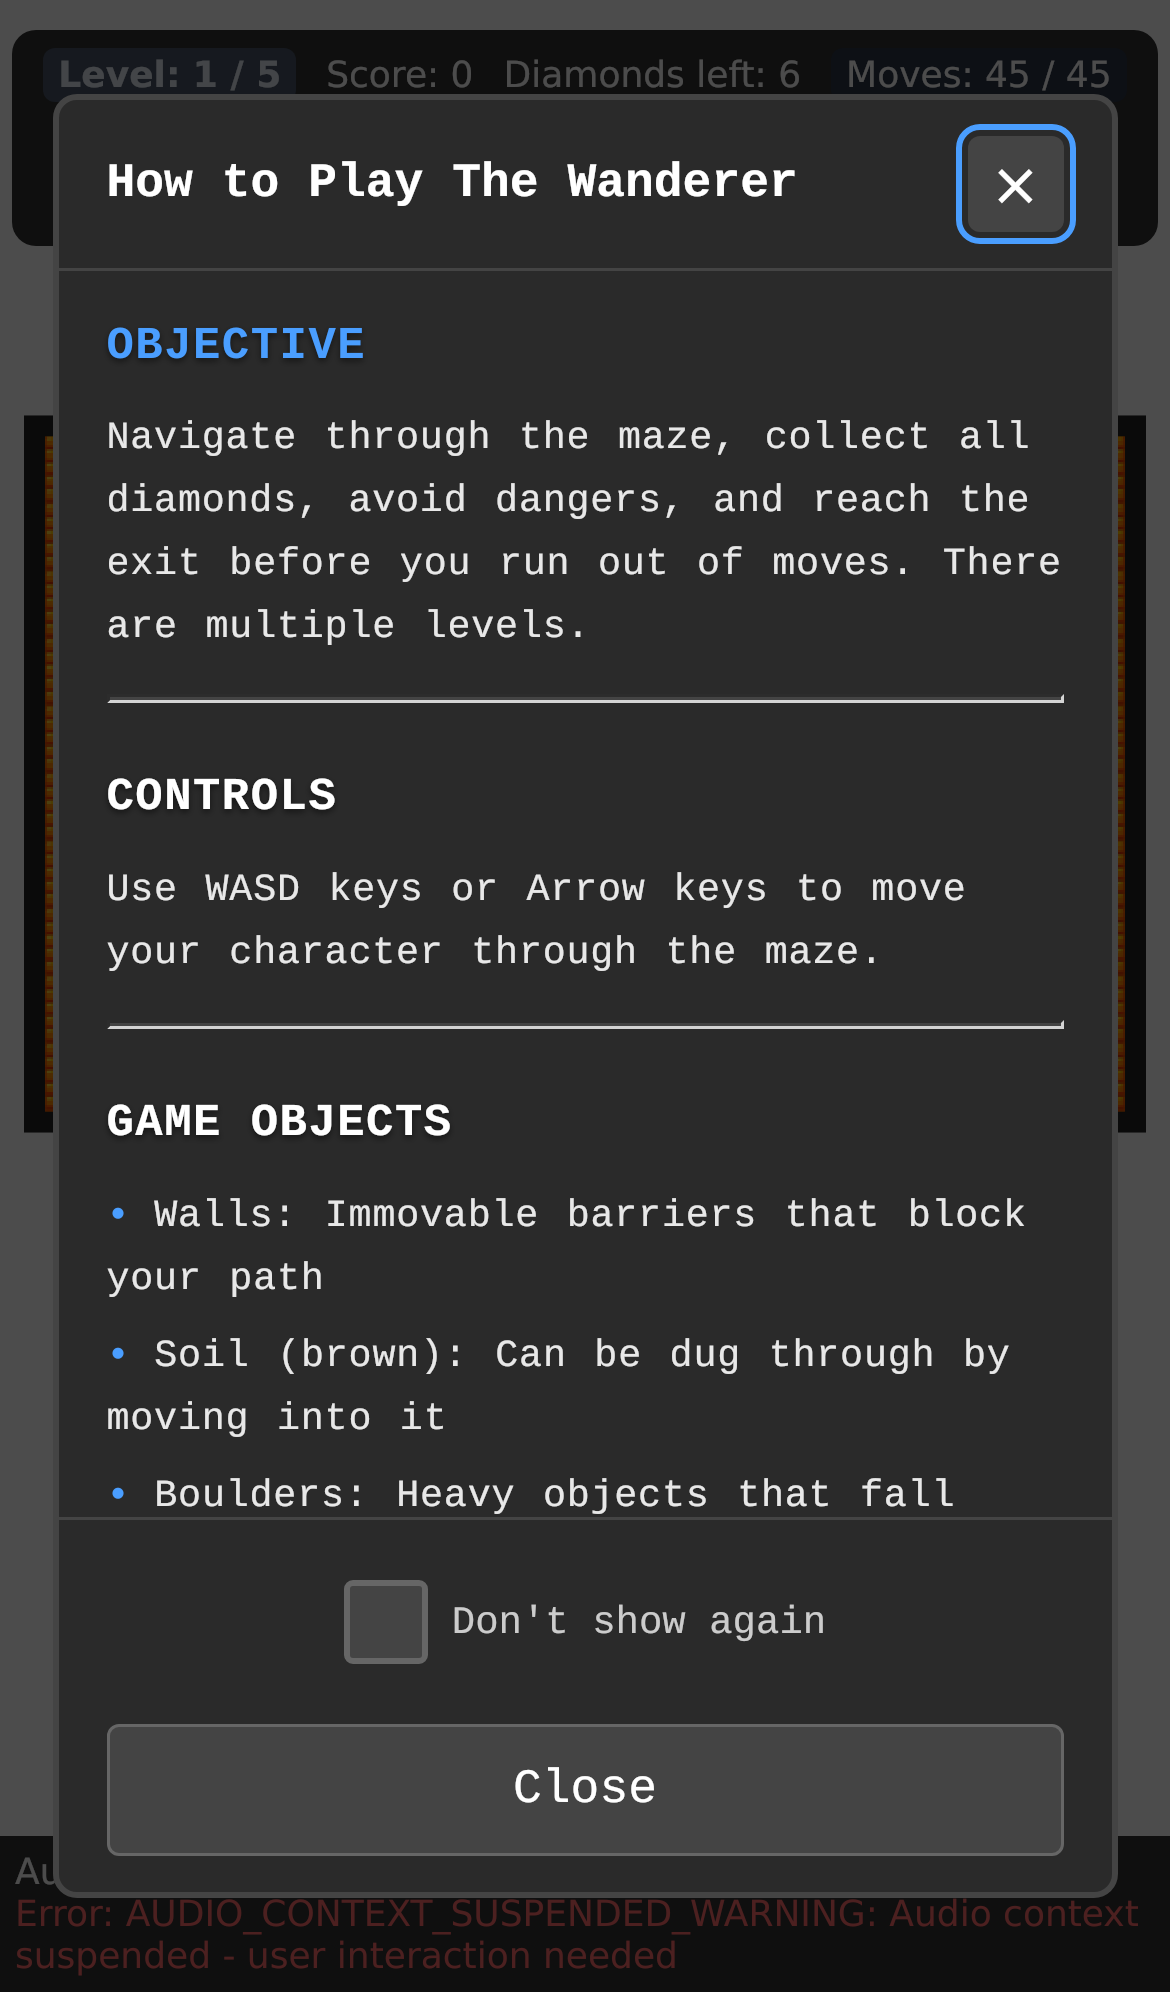 Level: 1 / 5 Score: 0 Diamonds left: 6 Moves: 45 / 45
How to Play The Wanderer
×
OBJECTIVE
Navigate through the maze, collect all
diamonds, avoid dangers, and reach the
exit before you run out of moves. There
are multiple levels.
CONTROLS
Use WASD keys or Arrow keys to move
your character through the maze.
GAME OBJECTS
• Walls: Immovable barriers that block
your path
• Soil (brown): Can be dug through by
moving into it
• Boulders: Heavy objects that fall
Don't show again
Close
Error: AUDIO_CONTEXT_SUSPENDED_WARNING: Audio context
suspended - user interaction needed